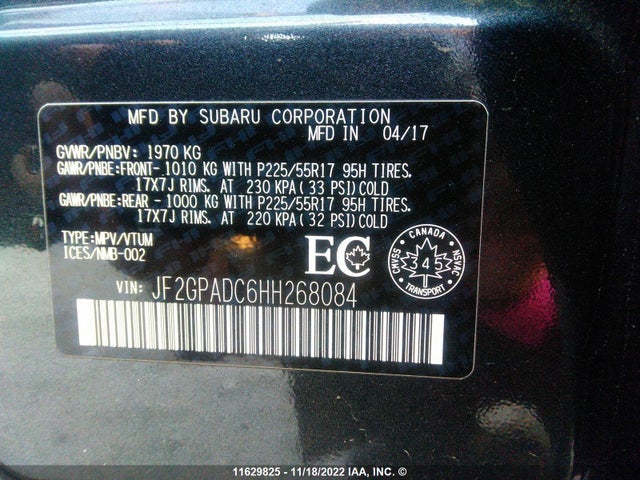 MFD BY SUBARU CORPORATION
MFD IN 04/17
GVWR/PNBV: 1970 KG
GAWR/PNBE:FRONT- 1010 KG WITH P225/55R17 95H TIRES,
17X7J RIMS. AT 230 KPA ( 33 PSI) COLD
GAWR/PNBE:REAR - 1000 KG WITH P225/55R17 95H TIRES,
17X7J RIMS. AT 220 KPA ( 32 PSI) COLD
TYPE:MPV/VTUM
ICES/NMB-002
EC
CANADA
CMVSS 345 NSVAC
TRANSPORT
VIN: JF2GPADC6HH268084
11629825 - 11/18/2022 IAA, INC. ©